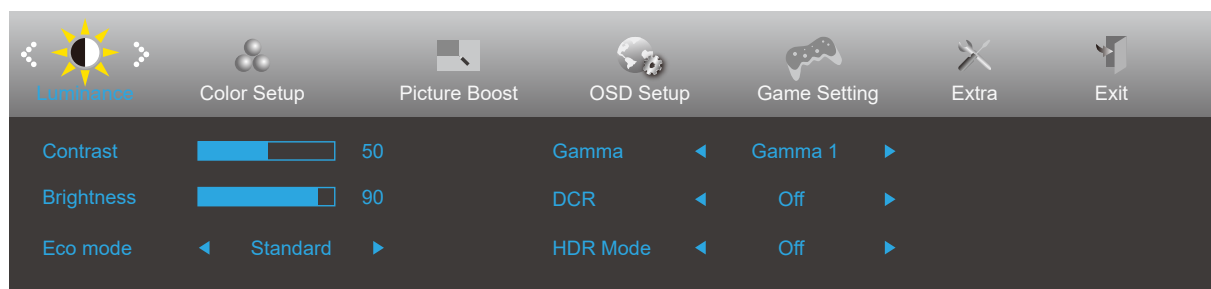 Luminance Color Setup Picture Boost OSD Setup Game Setting Extra Exit
Contrast 50 Gamma Gamma 1
Brightness 90 DCR Off
Eco mode Standard HDR Mode Off